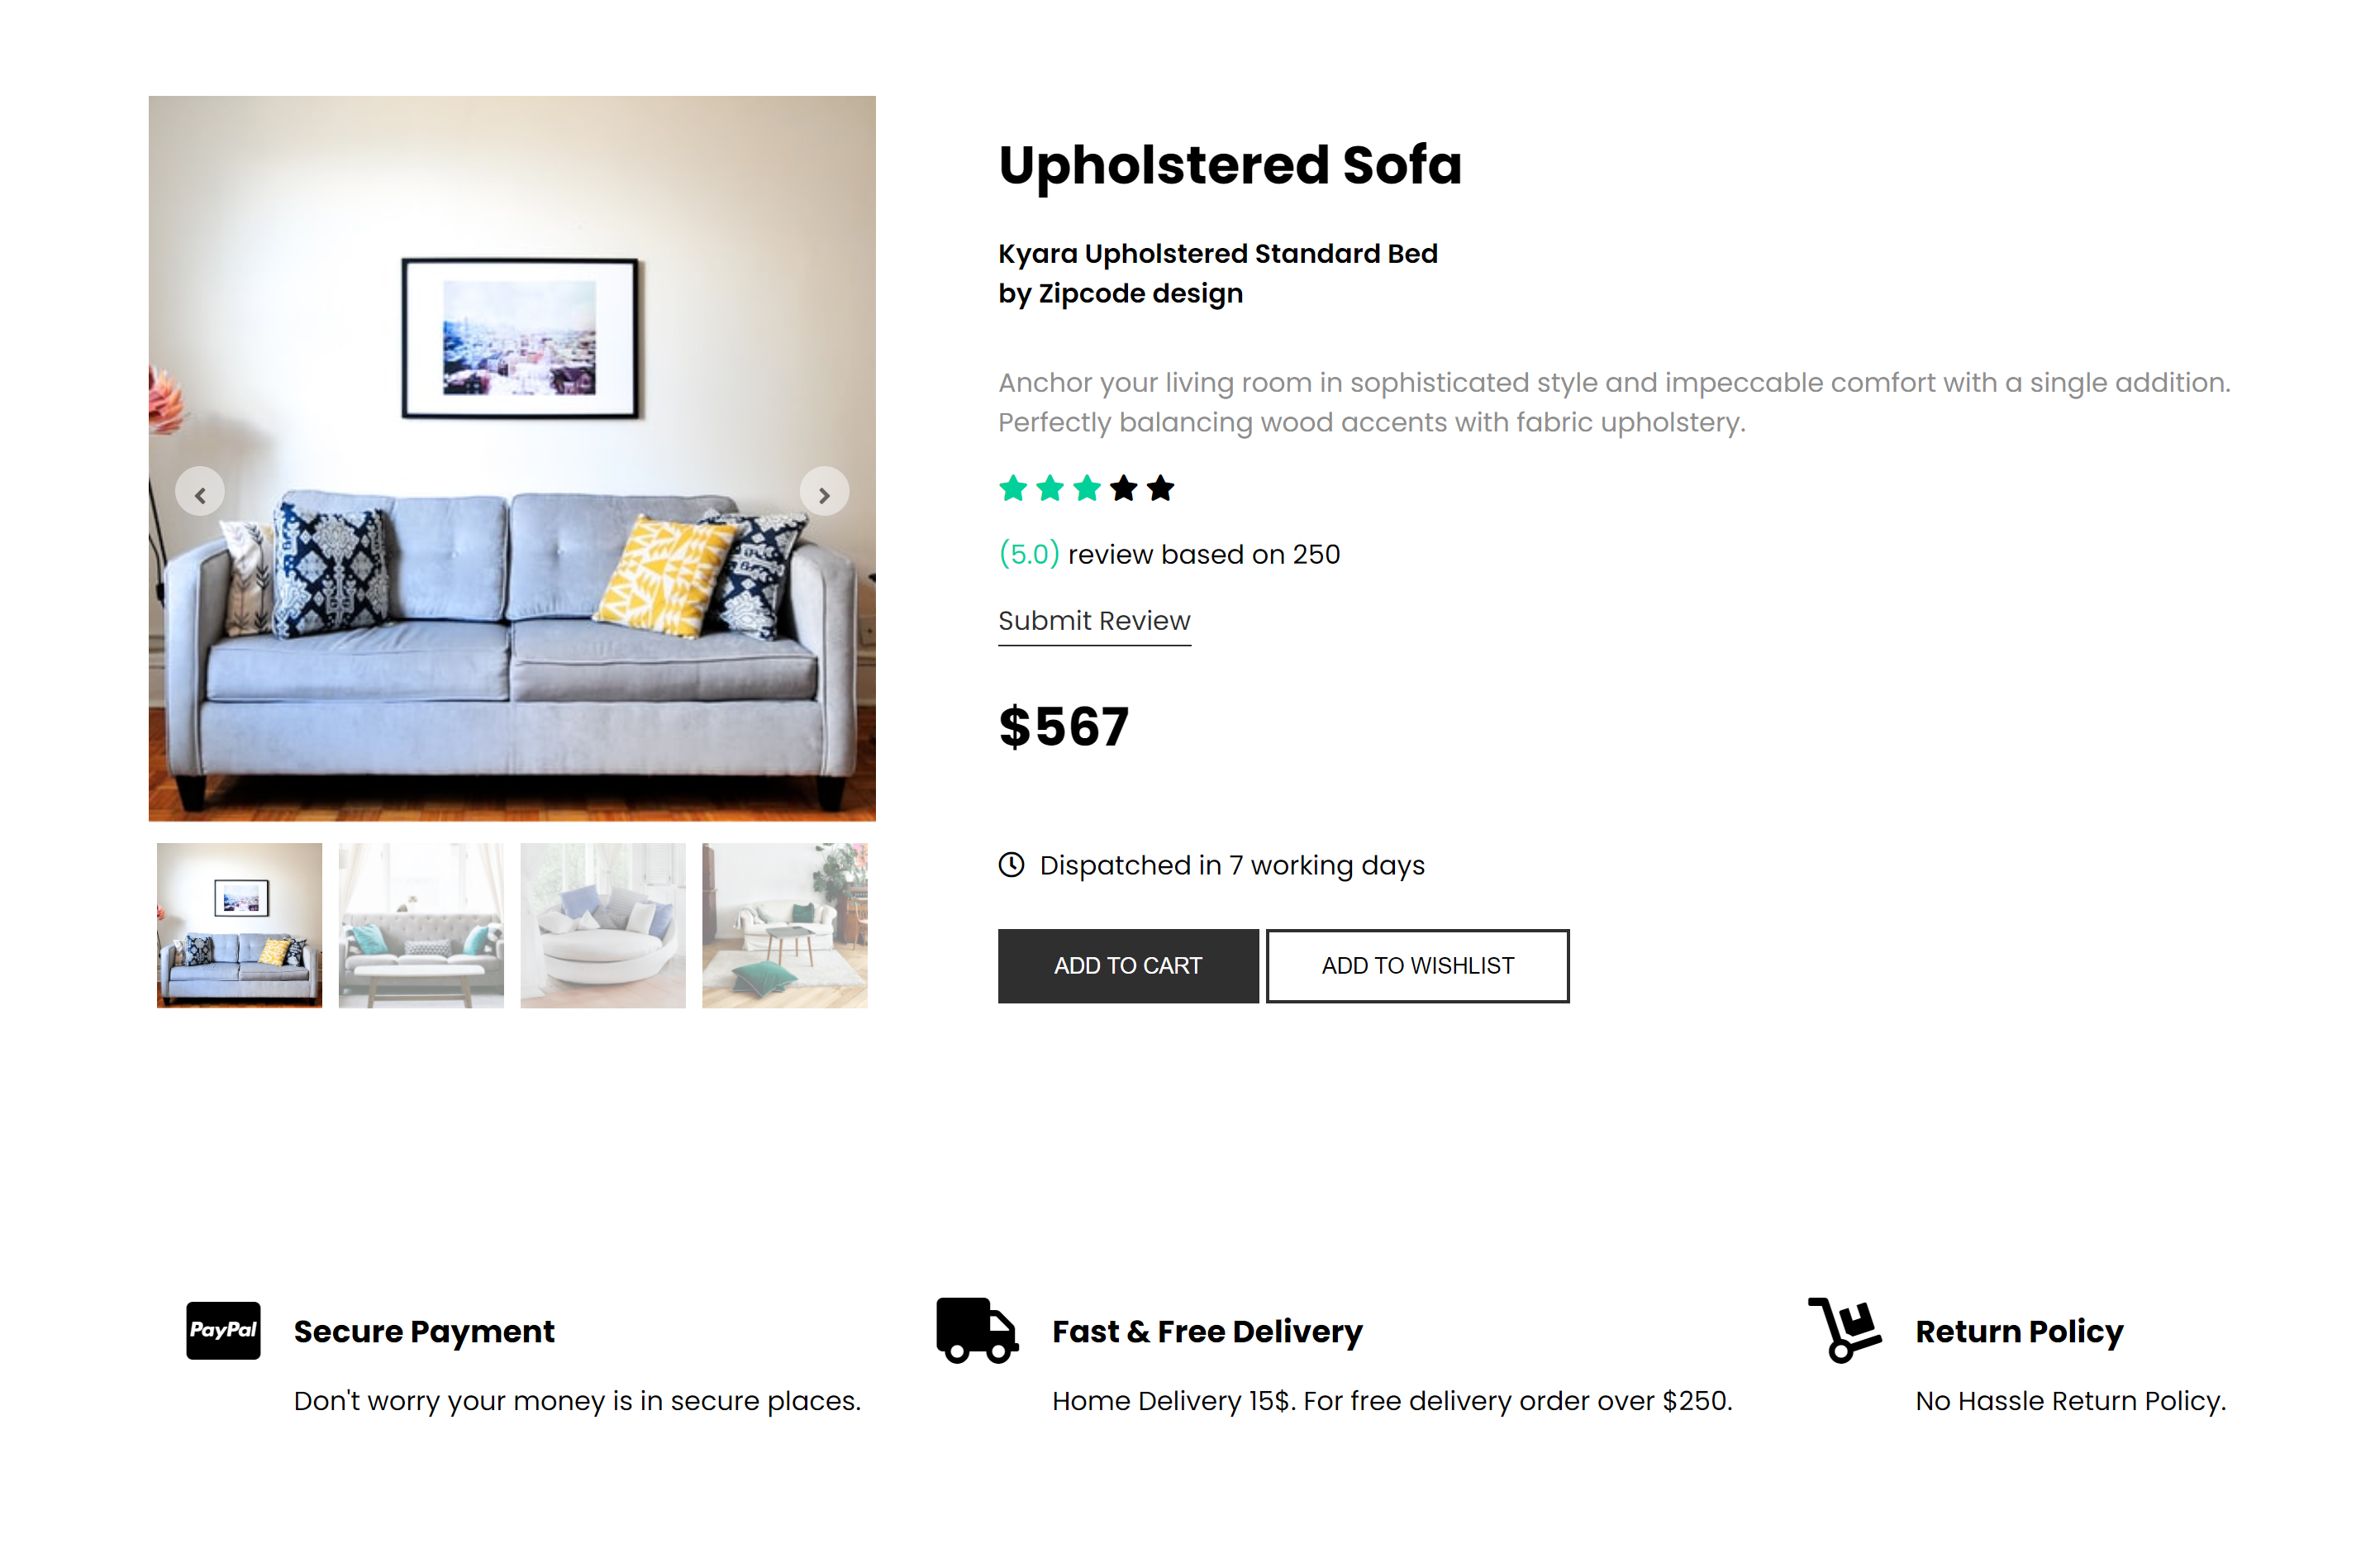 Upholstered Sofa
Kyara Upholstered Standard Bed
by Zipcode design
Anchor your living room in sophisticated style and impeccable comfort with a single addition.
Perfectly balancing wood accents with fabric upholstery.
(5.0) review based on 250
Submit Review
$567
Dispatched in 7 working days
ADD TO CART
ADD TO WISHLIST
PayPal
Secure Payment
Don't worry your money is in secure places.
Fast & Free Delivery
Home Delivery 15$. For free delivery order over $250.
Return Policy
No Hassle Return Policy.